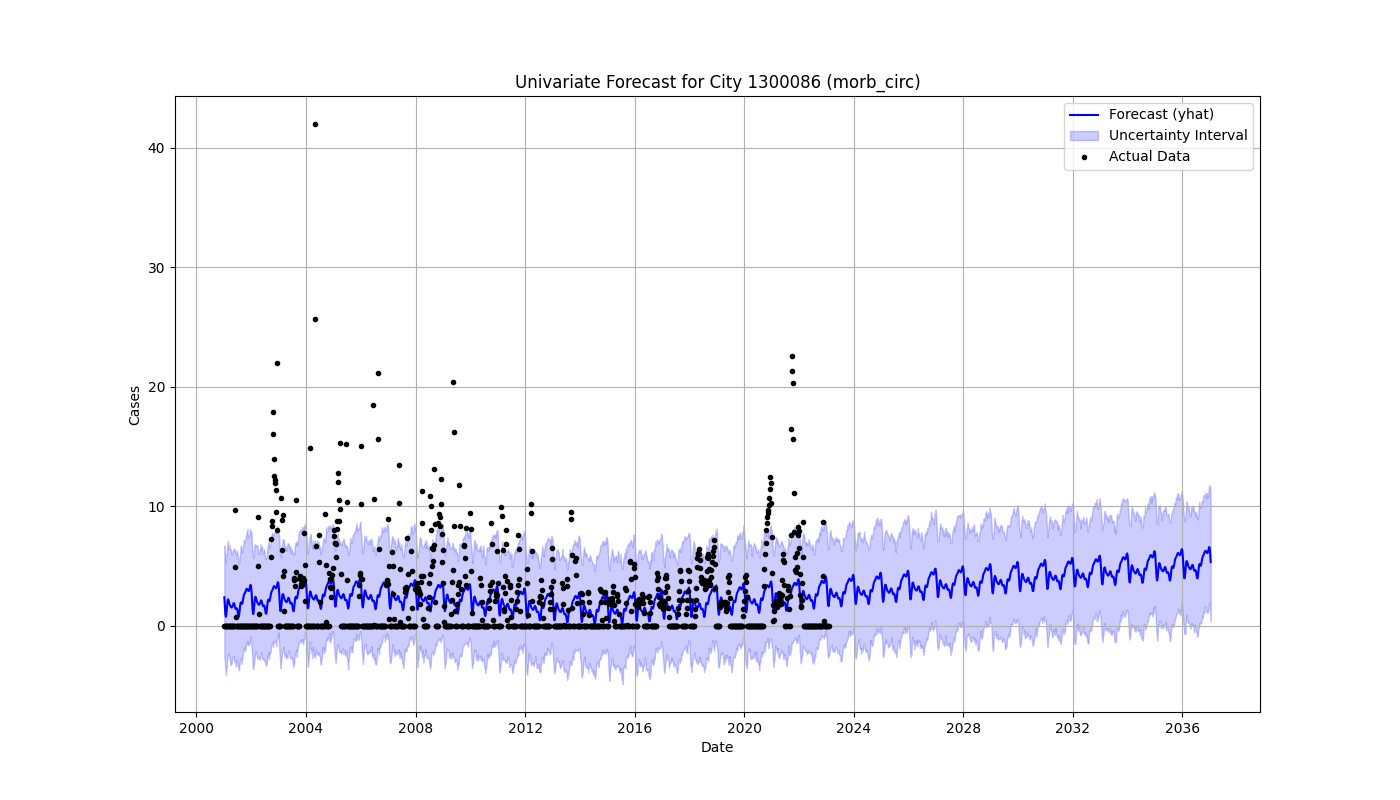 Univariate Forecast for City 1300086 (morb_circ)
Forecast (yhat)
Uncertainty Interval
Actual Data
Cases
40
30
20
10
0
2000 2004 2008 2012 2016 2020 2024 2028 2032 2036
Date